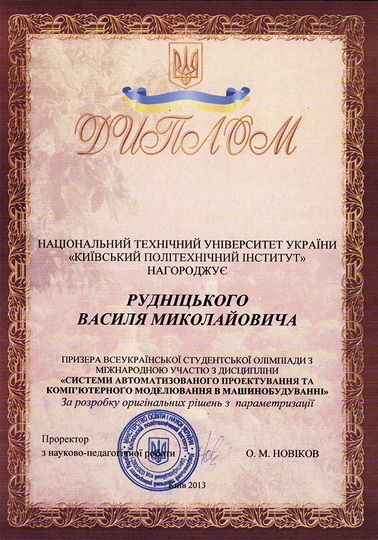 ДИПЛОМ
НАЦІОНАЛЬНИЙ ТЕХНІЧНИЙ УНІВЕРСИТЕТ УКРАЇНИ
«КИЇВСЬКИЙ ПОЛІТЕХНІЧНИЙ ІНСТИТУТ»
НАГОРОДЖУЄ
РУДНІЦЬКОГО
ВАСИЛЯ МИКОЛАЙОВИЧА
ПРИЗЕРА ВСЕУКРАЇНСЬКОЇ СТУДЕНТСЬКОЇ ОЛІМПІАДИ З
МІЖНАРОДНОЮ УЧАСТЮ З ДИСЦИПЛІНИ
«СИСТЕМИ АВТОМАТИЗОВАНОГО ПРОЕКТУВАННЯ ТА
КОМП'ЮТЕРНОГО МОДЕЛЮВАННЯ В МАШИНОБУДУВАННІ»
За розробку оригінальних рішень з параметризації
Проректор
з науково-педагогічної роботи О. М. НОВІКОВ
Київ 2013